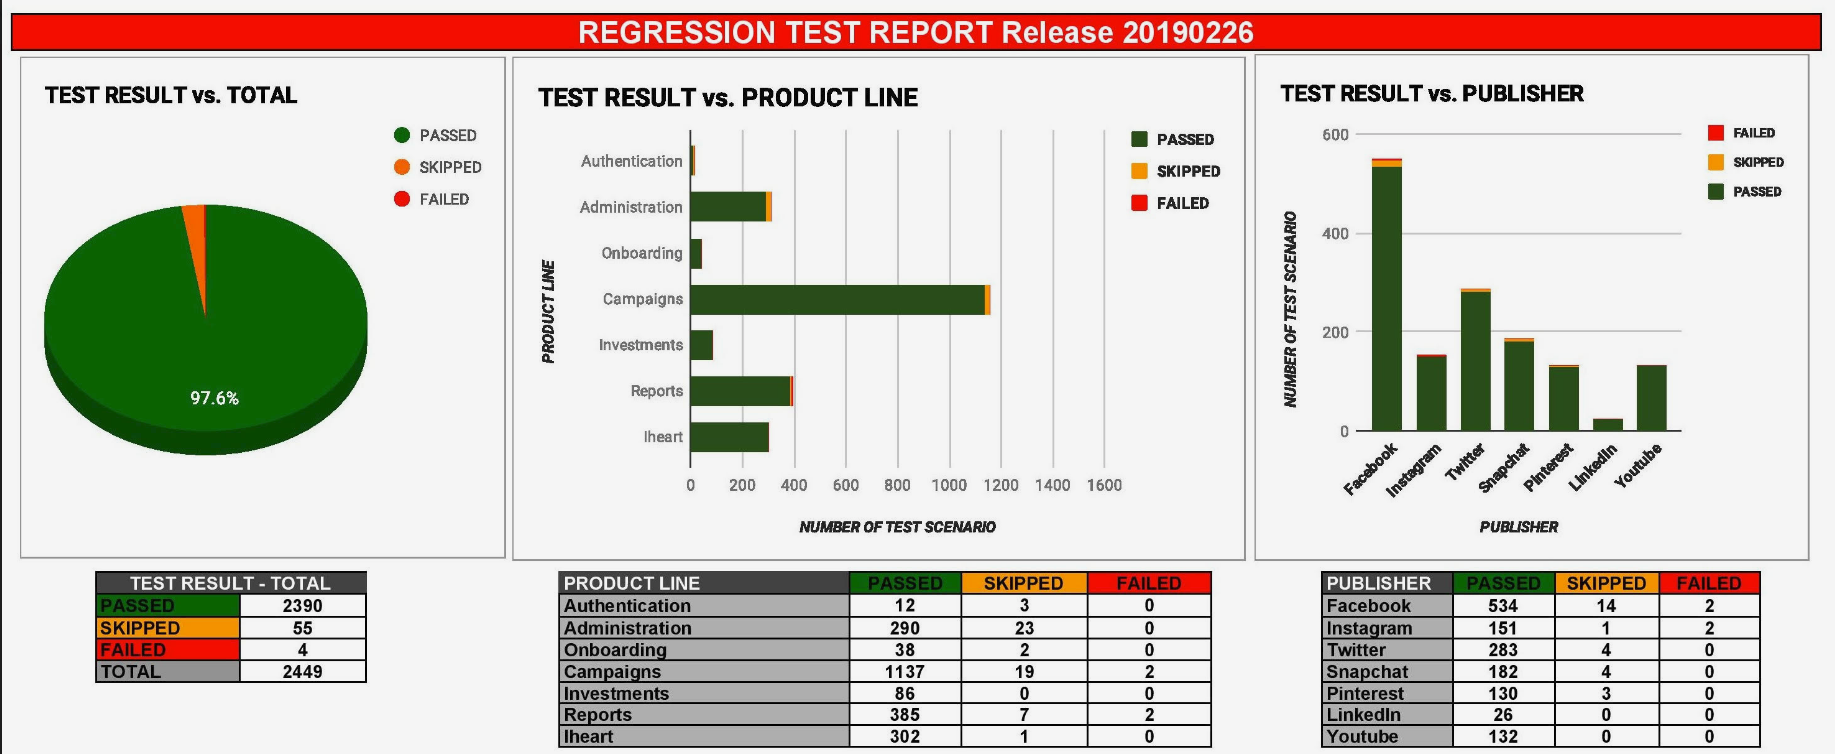 REGRESSION TEST REPORT Release 20190226
TEST RESULT vs. TOTAL
PASSED
SKIPPED
FAILED
97.6%
TEST RESULT vs. PRODUCT LINE
PRODUCT LINE
Authentication
Administration
Onboarding
Campaigns
Investments
Reports
Iheart
0 200 400 600 800 1000 1200 1400 1600
NUMBER OF TEST SCENARIO
PASSED
SKIPPED
FAILED
TEST RESULT vs. PUBLISHER
NUMBER OF TEST SCENARIO
600
400
200
0
Facebook Instagram Twitter Snapchat Pinterest LinkedIn Youtube
PUBLISHER
FAILED
SKIPPED
PASSED
TEST RESULT - TOTAL
PASSED 2390
SKIPPED 55
FAILED 4
TOTAL 2449
PRODUCT LINE PASSED SKIPPED FAILED
Authentication 12 3 0
Administration 290 23 0
Onboarding 38 2 0
Campaigns 1137 19 2
Investments 86 0 0
Reports 385 7 2
Iheart 302 1 0
PUBLISHER PASSED SKIPPED FAILED
Facebook 534 14 2
Instagram 151 1 2
Twitter 283 4 0
Snapchat 182 4 0
Pinterest 130 3 0
LinkedIn 26 0 0
Youtube 132 0 0